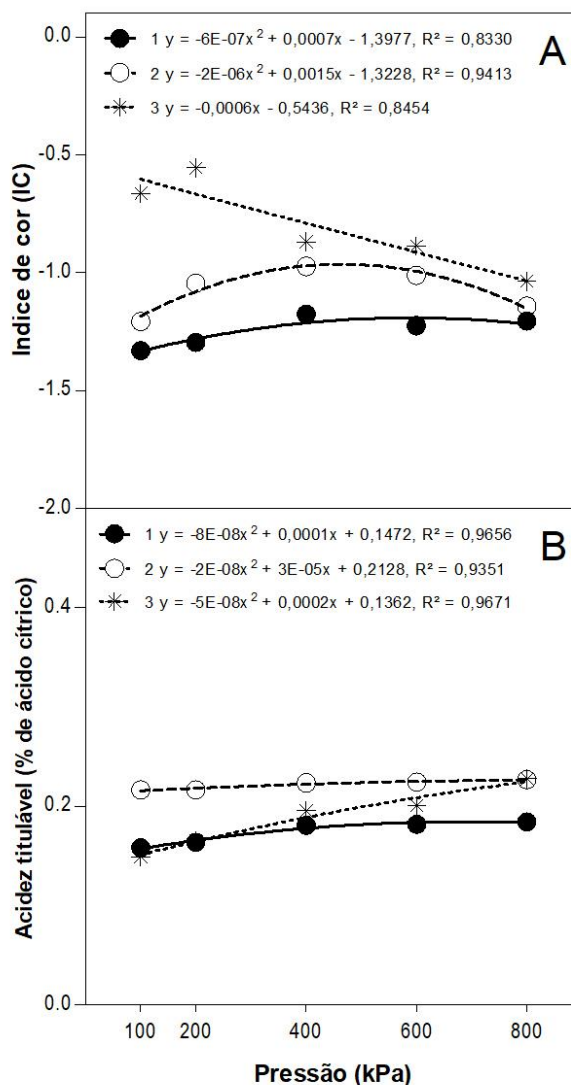 0.0
1 y = -6E-07x² + 0,0007x - 1,3977, R² = 0,8330
A
2 y = -2E-06x² + 0,0015x - 1,3228, R² = 0,9413
3 y = -0,0006x - 0,5436, R² = 0,8454
-0.5
Indice de cor (IC)
-1.0
-1.5
-2.0
1 y = -8E-08x² + 0,0001x + 0,1472, R² = 0,9656
B
2 y = -2E-08x² + 3E-05x + 0,2128, R² = 0,9351
3 y = -5E-08x² + 0,0002x + 0,1362, R² = 0,9671
0.4
Acidez titulável (% de ácido cítrico)
0.2
0.0
100 200 400 600 800
Pressão (kPa)